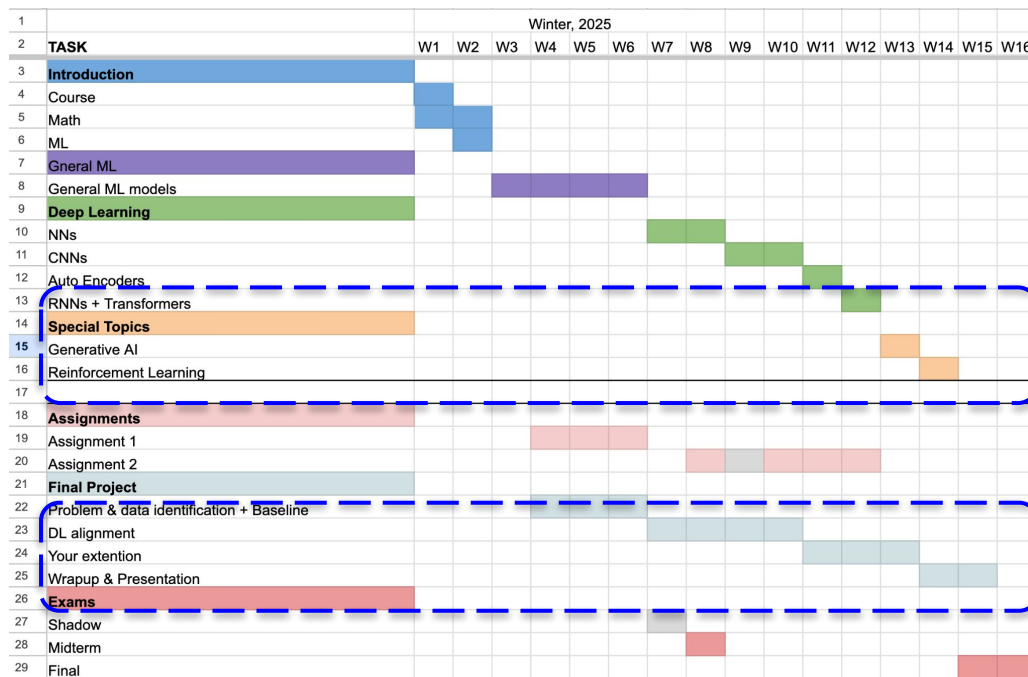 1 Winter, 2025
2 TASK W1 W2 W3 W4 W5 W6 W7 W8 W9 W10 W11 W12 W13 W14 W15 W16
3 Introduction
4 Course
5 Math
6 ML
7 Gneral ML
8 General ML models
9 Deep Learning
10 NNs
11 CNNs
12 Auto Encoders
13 RNNs + Transformers
14 Special Topics
15 Generative AI
16 Reinforcement Learning
17
18 Assignments
19 Assignment 1
20 Assignment 2
21 Final Project
22 Problem & data identification + Baseline
23 DL alignment
24 Your extention
25 Wrapup & Presentation
26 Exams
27 Shadow
28 Midterm
29 Final